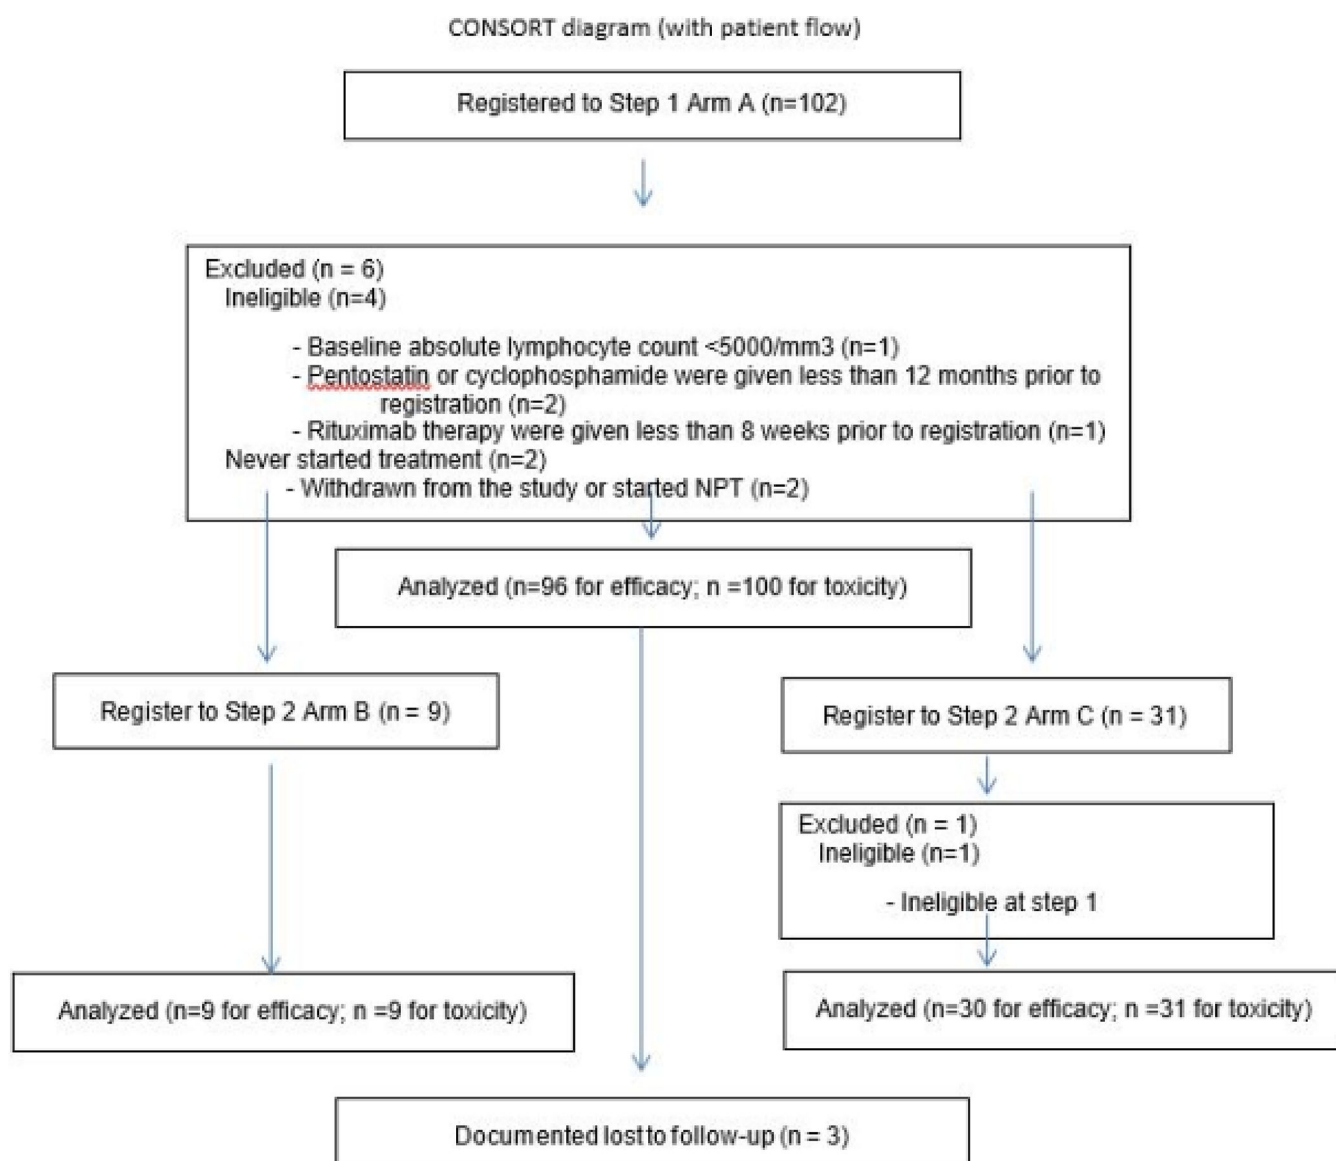 CONSORT diagram (with patient flow)
Registered to Step 1 Arm A (n=102)
Excluded (n = 6)
Ineligible (n=4)
- Baseline absolute lymphocyte count <5000/mm3 (n=1)
- Pentostatin or cyclophosphamide were given less than 12 months prior to
registration (n=2)
- Rituximab therapy were given less than 8 weeks prior to registration (n=1)
Never started treatment (n=2)
- Withdrawn from the study or started NPT (n=2)
Analyzed (n=96 for efficacy; n =100 for toxicity)
Register to Step 2 Arm B (n = 9)
Register to Step 2 Arm C (n = 31)
Excluded (n = 1)
Ineligible (n=1)
- Ineligible at step 1
Analyzed (n=9 for efficacy; n =9 for toxicity)
Analyzed (n=30 for efficacy; n =31 for toxicity)
Documented lost to follow-up (n = 3)